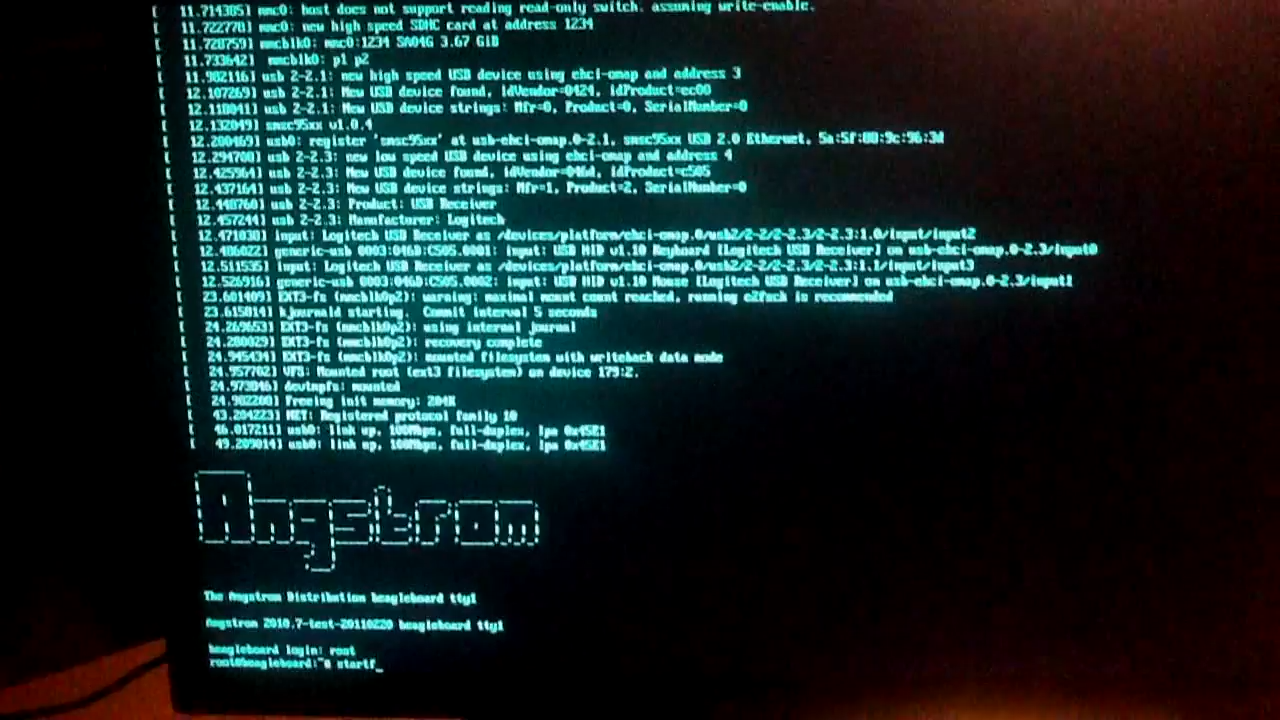 [ 11.714385] mmc0: host does not support reading read-only switch. assuming write-enable.
[ 11.722778] mmc0: new high speed SDHC card at address 1234
[ 11.728759] mmcblk0: mmc0:1234 SA04G 3.67 GiB
[ 11.733642] mmcblk0: p1 p2
[ 11.982116] usb 2-2.1: new high speed USB device using ehci-omap and address 3
[ 12.107269] usb 2-2.1: New USB device found, idVendor=0424, idProduct=ec00
[ 12.118041] usb 2-2.1: New USB device strings: Mfr=0, Product=0, SerialNumber=0
[ 12.132049] smsc95xx v1.0.4
[ 12.200469] usb0: register 'smsc95xx' at usb-ehci-omap.0-2.1, smsc95xx USB 2.0 Ethernet, 5a:5f:80:9c:96:3d
[ 12.294708] usb 2-2.3: new low speed USB device using ehci-omap and address 4
[ 12.425964] usb 2-2.3: New USB device found, idVendor=046d, idProduct=c505
[ 12.437164] usb 2-2.3: New USB device strings: Mfr=1, Product=2, SerialNumber=0
[ 12.448760] usb 2-2.3: Product: USB Receiver
[ 12.457244] usb 2-2.3: Manufacturer: Logitech
[ 12.471038] input: Logitech USB Receiver as /devices/platform/ehci-omap.0/usb2/2-2/2-2.3/2-2.3:1.0/input/input2
[ 12.486022] generic-usb 0003:046D:C505.0001: input: USB HID v1.10 Keyboard [Logitech USB Receiver] on usb-ehci-omap.0-2.3/input0
[ 12.511535] input: Logitech USB Receiver as /devices/platform/ehci-omap.0/usb2/2-2/2-2.3/2-2.3:1.1/input/input3
[ 12.526916] generic-usb 0003:046D:C505.0002: input: USB HID v1.10 Mouse [Logitech USB Receiver] on usb-ehci-omap.0-2.3/input1
[ 23.601409] EXT3-fs (mmcblk0p2): warning: maximal mount count reached, running e2fsck is recommended
[ 23.615814] kjournald starting. Commit interval 5 seconds
[ 24.269653] EXT3-fs (mmcblk0p2): using internal journal
[ 24.280029] EXT3-fs (mmcblk0p2): recovery complete
[ 24.945434] EXT3-fs (mmcblk0p2): mounted filesystem with writeback data mode
[ 24.957702] VFS: Mounted root (ext3 filesystem) on device 179:2.
[ 24.973846] devtmpfs: mounted
[ 24.982208] Freeing init memory: 204K
[ 43.204223] NET: Registered protocol family 10
[ 46.017211] usb0: link up, 100Mbps, full-duplex, lpa 0x45E1
[ 49.209014] usb0: link up, 100Mbps, full-duplex, lpa 0x45E1
Angstrom
The Angstrom Distribution beagleboard tty1
Angstrom 2010.7-test-20110220 beagleboard tty1
beagleboard login: root
root@beagleboard:~# startf_